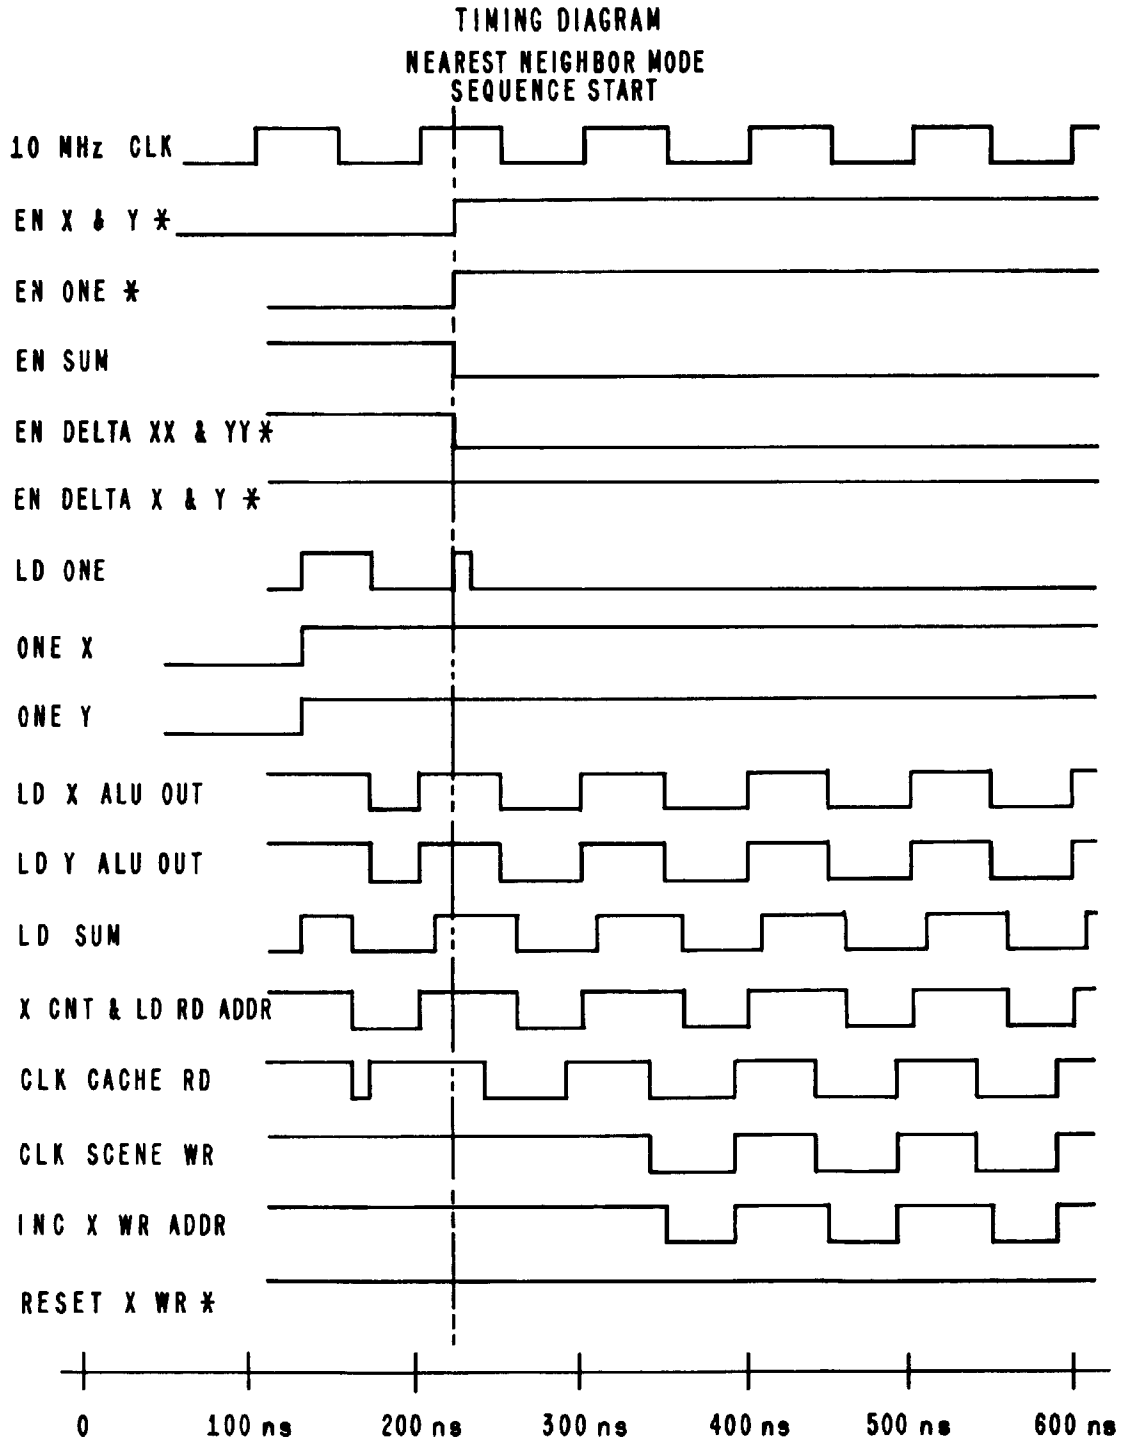 TIMING DIAGRAM
NEAREST NEIGHBOR MODE
SEQUENCE START
10 MHz CLK
EN X & Y *
EN ONE *
EN SUM
EN DELTA XX & YY *
EN DELTA X & Y *
LD ONE
ONE X
ONE Y
LD X ALU OUT
LD Y ALU OUT
LD SUM
X CNT & LD RD ADDR
CLK CACHE RD
CLK SCENE WR
INC X WR ADDR
RESET X WR *
0 100 ns 200 ns 300 ns 400 ns 500 ns 600 ns